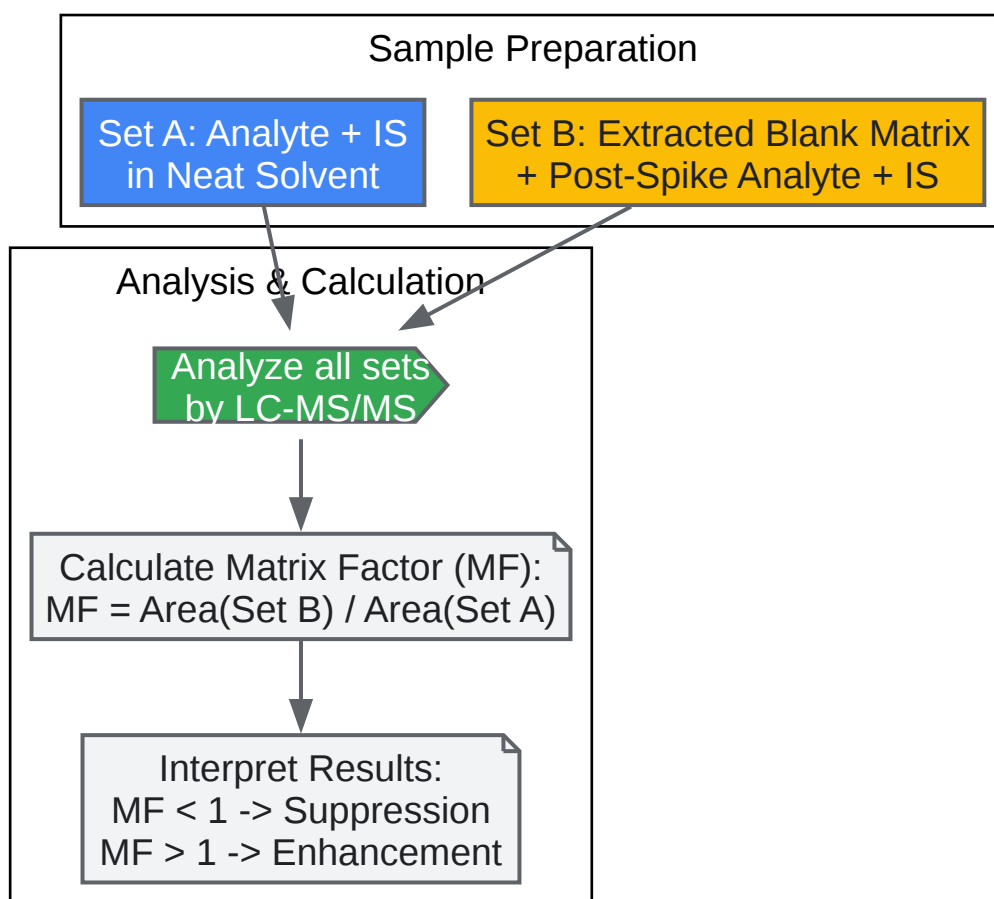 Sample Preparation
Set A: Analyte + IS
in Neat Solvent
Set B: Extracted Blank Matrix
+ Post-Spike Analyte + IS
Analysis & Calculation
Analyze all sets
by LC-MS/MS
Calculate Matrix Factor (MF):
MF = Area(Set B) / Area(Set A)
Interpret Results:
MF < 1 -> Suppression
MF > 1 -> Enhancement